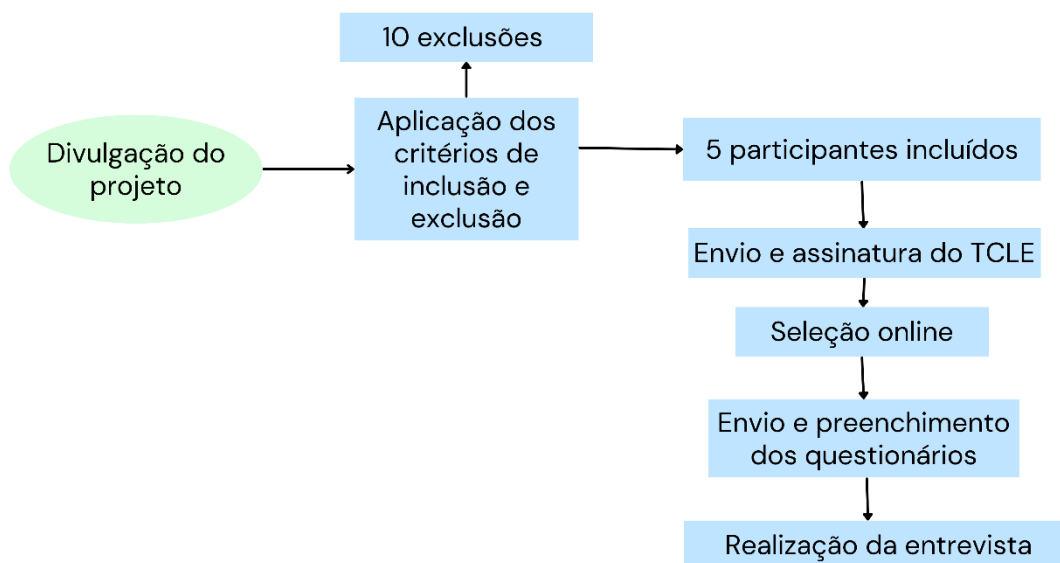 10 exclusões
Divulgação do
projeto
Aplicação dos
critérios de
inclusão e
exclusão
5 participantes incluídos
Envio e assinatura do TCLE
Seleção online
Envio e preenchimento
dos questionários
Realização da entrevista